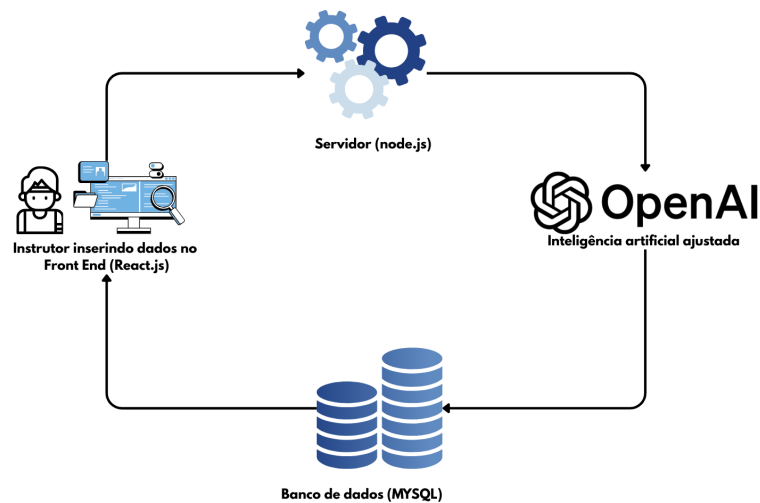 Servidor (node.js)
OpenAI
Inteligência artificial ajustada
Instrutor inserindo dados no
Front End (React.js)
Banco de dados (MYSQL)